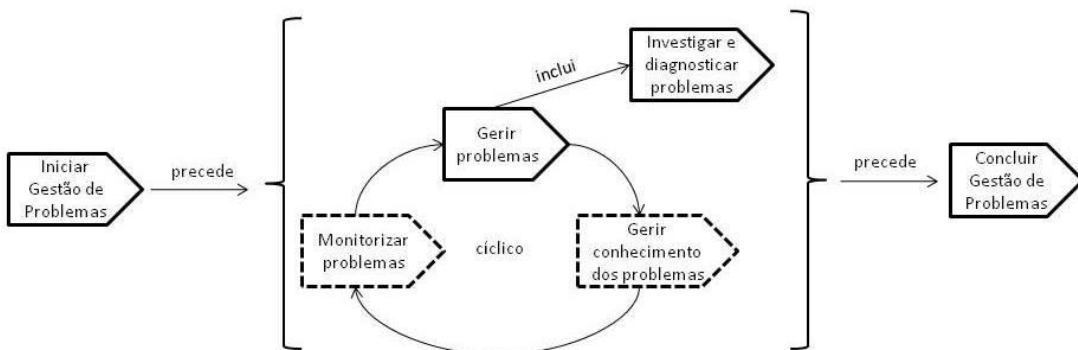 Investigar e
diagnosticar
problemas
inclui
Gerir
problemas
Iniciar
Gestão de
Problemas
precede
precede
Concluir
Gestão de
Problemas
Monitorizar
problemas
cíclico
Gerir
conhecimento
dos problemas